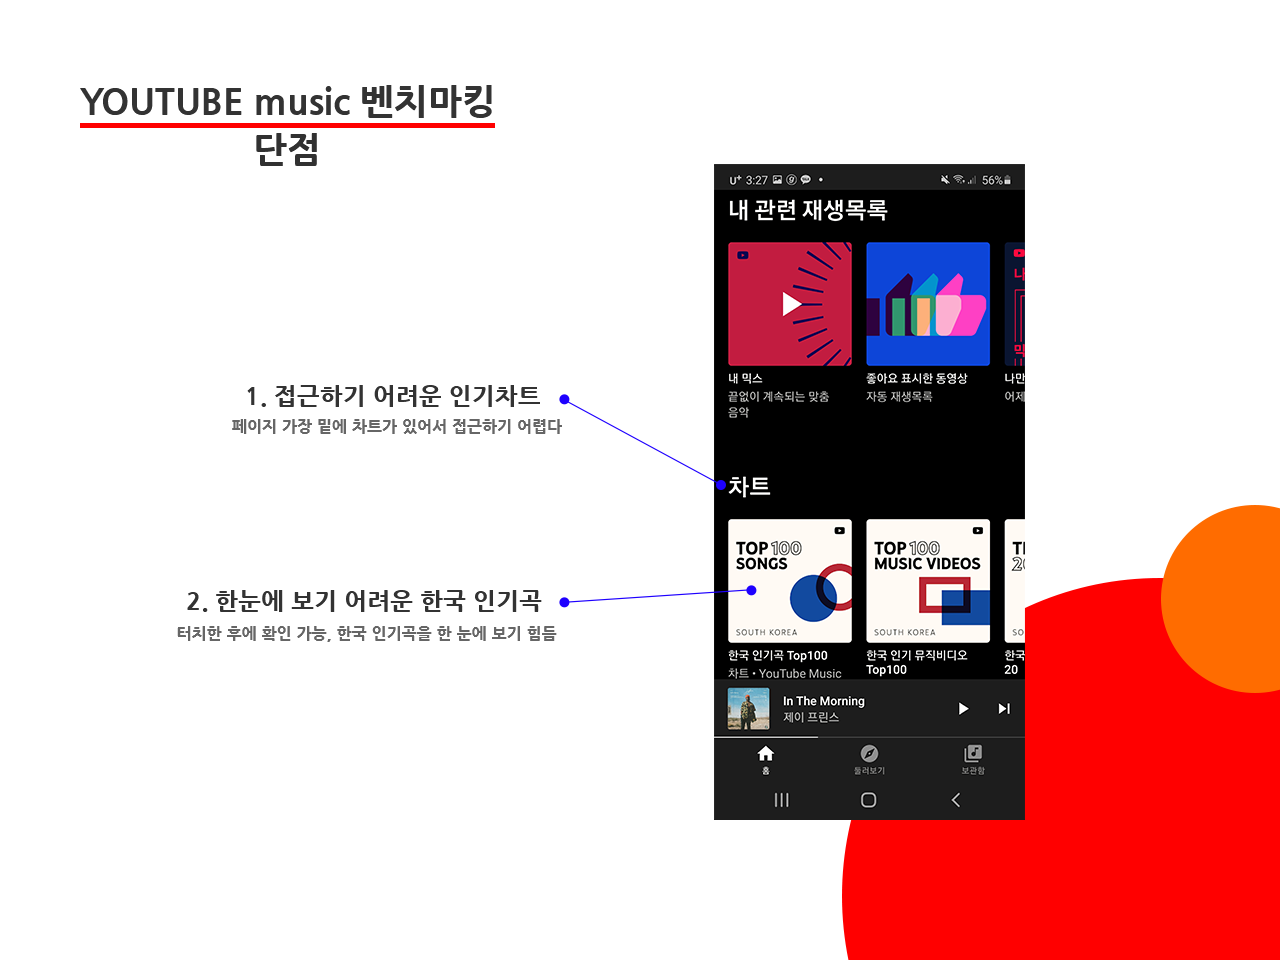 YOUTUBE music 벤치마킹
단점
1. 접근하기 어려운 인기차트
페이지 가장 밑에 차트가 있어서 접근하기 어렵다
2. 한눈에 보기 어려운 한국 인기곡
터치한 후에 확인 가능, 한국 인기곡을 한 눈에 보기 힘듬
U+ 3:27
56%
내 관련 재생목록
내 믹스
끝없이 계속되는 맞춤
음악
좋아요 표시한 동영상
자동 재생목록
나만
어제
차트
TOP 100
SONGS
SOUTH KOREA
TOP 100
MUSIC VIDEOS
SOUTH KOREA
한국 인기곡 Top100
차트 • YouTube Music
한국 인기 뮤직비디오
Top100
한국
20
In The Morning
제이 프린스
홈
둘러보기
보관함